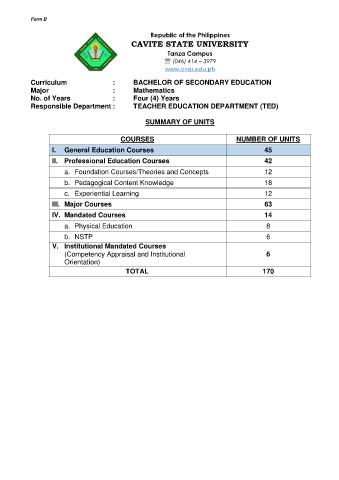 Form B
Republic of the Philippines
CAVITE STATE UNIVERSITY
Tanza Campus
☏ (046) 414 – 3979
www.cvsu.edu.ph
Curriculum : BACHELOR OF SECONDARY EDUCATION
Major : Mathematics
No. of Years : Four (4) Years
Responsible Department : TEACHER EDUCATION DEPARTMENT (TED)
SUMMARY OF UNITS
COURSES NUMBER OF UNITS
I. General Education Courses 45
II. Professional Education Courses 42
a. Foundation Courses/Theories and Concepts 12
b. Pedagogical Content Knowledge 18
c. Experiential Learning 12
III. Major Courses 63
IV. Mandated Courses 14
a. Physical Education 8
b. NSTP 6
V. Institutional Mandated Courses
(Competency Appraisal and Institutional 6
Orientation)
TOTAL 170